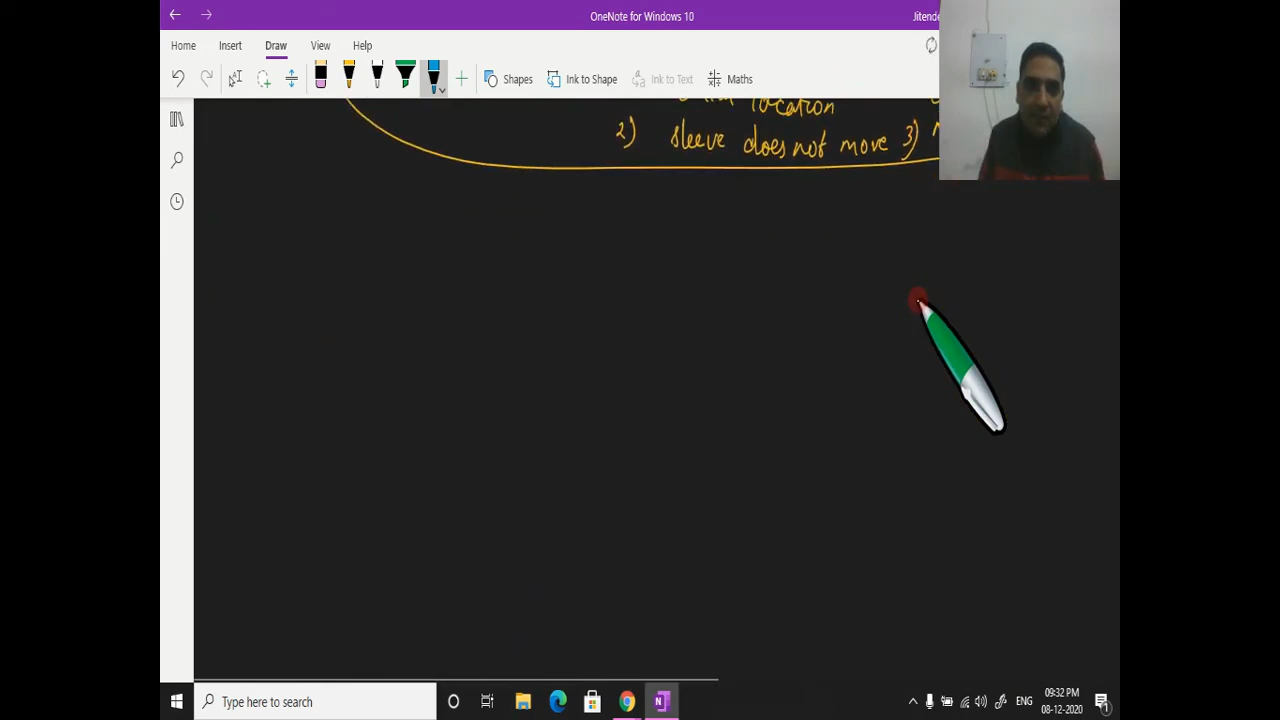 OneNote for Windows 10
Jitende
Home Insert Draw View Help
Shapes Ink to Shape Ink to Text Maths
location
2) sleeve does not move 3)
Type here to search
ENG
09:32 PM
08-12-2020